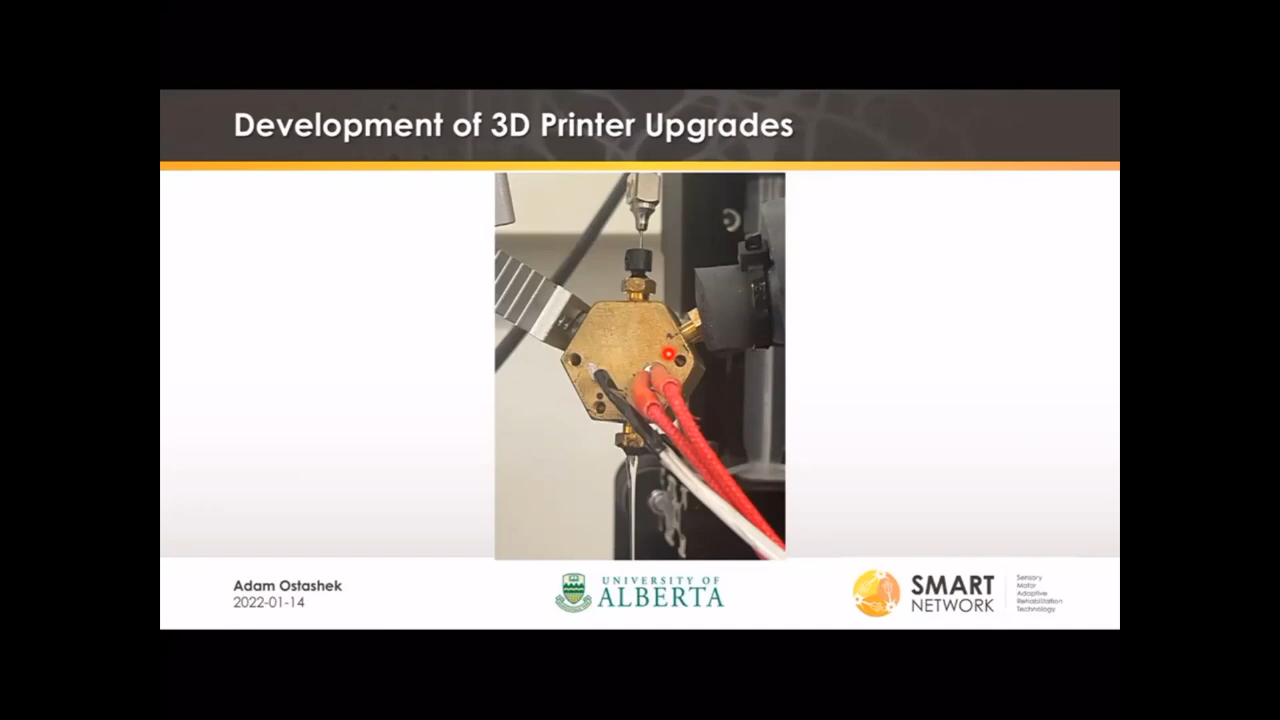 Development of 3D Printer Upgrades
Adam Ostashek
2022-01-14
UNIVERSITY OF
ALBERTA
SMART
NETWORK
Sensory
Motor
Adaptive
Rehabilitation
Technology